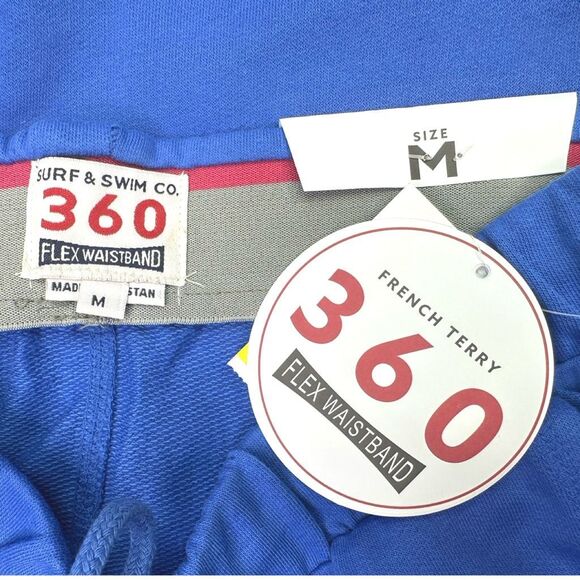 SURF & SWIM CO.
360
FLEX WAISTBAND
M
SIZE
M
FRENCH TERRY
360
FLEX WAISTBAND